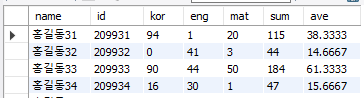 name id kor eng mat sum ave
홍길동31 209931 94 1 20 115 38.3333
홍길동32 209932 0 41 3 44 14.6667
홍길동33 209933 90 44 50 184 61.3333
홍길동34 209934 16 30 1 47 15.6667